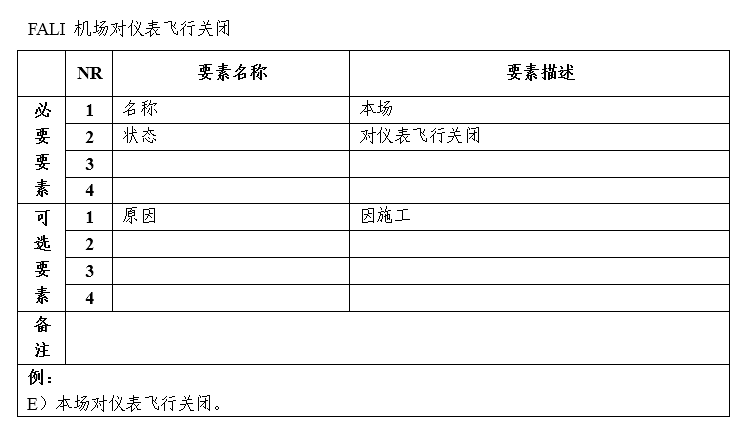 FALI 机场对仪表飞行关闭
NR 要素名称 要素描述
必要要素
1 名称 本场
2 状态 对仪表飞行关闭
3
4
可选要素
1 原因 因施工
2
3
4
备注
例：
E）本场对仪表飞行关闭。